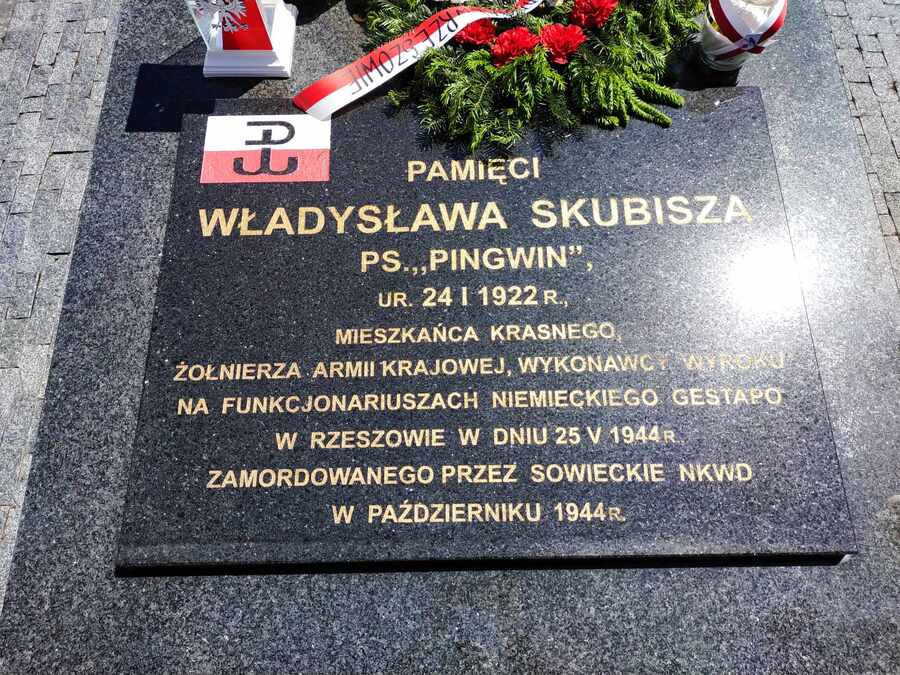 RZESZOWIE
PAMIĘCI
WŁADYSŁAWA SKUBISZA
PS.,,PINGWIN”,
UR. 24 I 1922 R.,
MIESZKAŃCA KRASNEGO,
ŻOŁNIERZA ARMII KRAJOWEJ, WYKONAWCY WYROKU
NA FUNKCJONARIUSZACH NIEMIECKIEGO GESTAPO
W RZESZOWIE W DNIU 25 V 1944 R.
ZAMORDOWANEGO PRZEZ SOWIECKIE NKWD
W PAŹDZIERNIKU 1944 R.